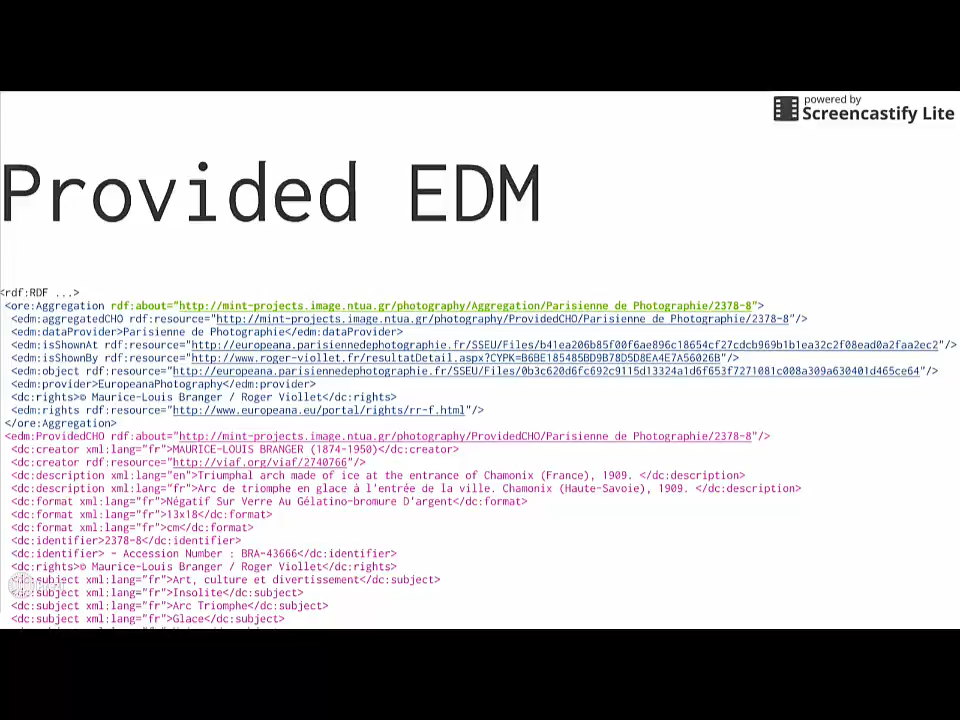 powered by
Screencastify Lite
Provided EDM
<rdf:RDF ...>
<ore:Aggregation rdf:about="http://mint-projects.image.ntua.gr/photography/Aggregation/Parisienne de Photographie/2378-8">
<edm:aggregatedCHO rdf:resource="http://mint-projects.image.ntua.gr/photography/ProvidedCHO/Parisienne de Photographie/2378-8"/>
<edm:dataProvider>Parisienne de Photographie</edm:dataProvider>
<edm:isShownAt rdf:resource="http://europeana.parisiennedephotographie.fr/SSEU/Files/b41ea206b85f00f6ae896c18654cf27cdcb969b1b1ea32c2f08ead0a2faa2ec2"/>
<edm:isShownBy rdf:resource="http://www.roger-viollet.fr/resultatDetail.aspx?CYPK=B6BE185485BD9B78D5D8EA4E7A56026B"/>
<edm:object rdf:resource="http://europeana.parisiennedephotographie.fr/SSEU/Files/0b3c620d6fc692c9115d13324a1d6f653f7271081c008a309a630401d465ce64"/>
<edm:provider>EuropeanaPhotography</edm:provider>
<dc:rights>© Maurice-Louis Branger / Roger Viollet</dc:rights>
<edm:rights rdf:resource="http://www.europeana.eu/portal/rights/rr-f.html"/>
</ore:Aggregation>
<edm:ProvidedCHO rdf:about="http://mint-projects.image.ntua.gr/photography/ProvidedCHO/Parisienne de Photographie/2378-8"/>
<dc:creator xml:lang="fr">MAURICE-LOUIS BRANGER (1874-1950)</dc:creator>
<dc:creator rdf:resource="http://viaf.org/viaf/2740766"/>
<dc:description xml:lang="en">Triumphal arch made of ice at the entrance of Chamonix (France), 1909. </dc:description>
<dc:description xml:lang="fr">Arc de triomphe en glace à l'entrée de la ville. Chamonix (Haute-Savoie), 1909. </dc:description>
<dc:format xml:lang="fr">Négatif Sur Verre Au Gélatino-bromure D'argent</dc:format>
<dc:format xml:lang="fr">13x18</dc:format>
<dc:format xml:lang="fr">cm</dc:format>
<dc:identifier>2378-8</dc:identifier>
<dc:identifier> - Accession Number : BRA-43666</dc:identifier>
<dc:rights>© Maurice-Louis Branger / Roger Viollet</dc:rights>
<dc:subject xml:lang="fr">Art, culture et divertissement</dc:subject>
<dc:subject xml:lang="fr">Insolite</dc:subject>
<dc:subject xml:lang="fr">Arc Triomphe</dc:subject>
<dc:subject xml:lang="fr">Glace</dc:subject>